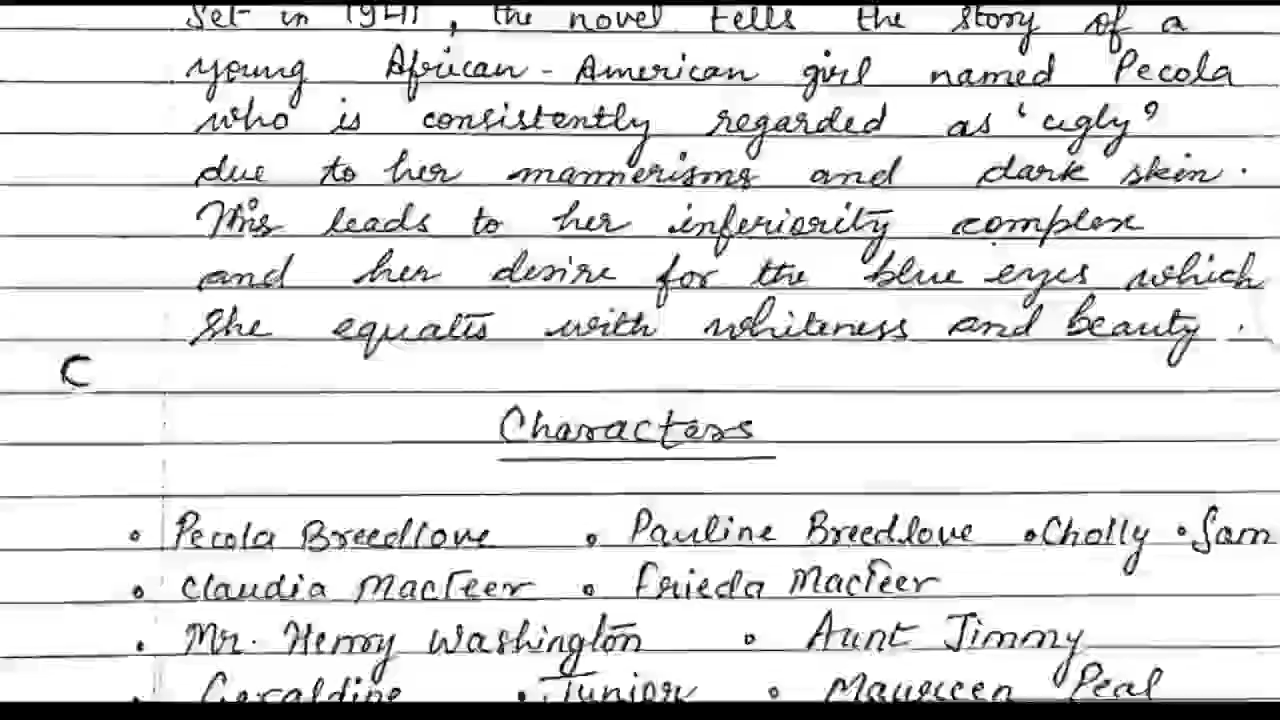 Set in 1941, the novel tells the story of a
young African-American girl named Pecola
who is consistently regarded as 'ugly'
due to her mannerisms and dark skin.
This leads to her inferiority complex
and her desire for the blue eyes which
she equates with whiteness and beauty.
C
Characters
• Pecola Breedlove • Pauline Breedlove • Cholly • Sam
• Claudia MacTeer • Frieda MacTeer
• Mr. Henry Washington • Aunt Jimmy
• Geraldine • Junior • Maureen Peal